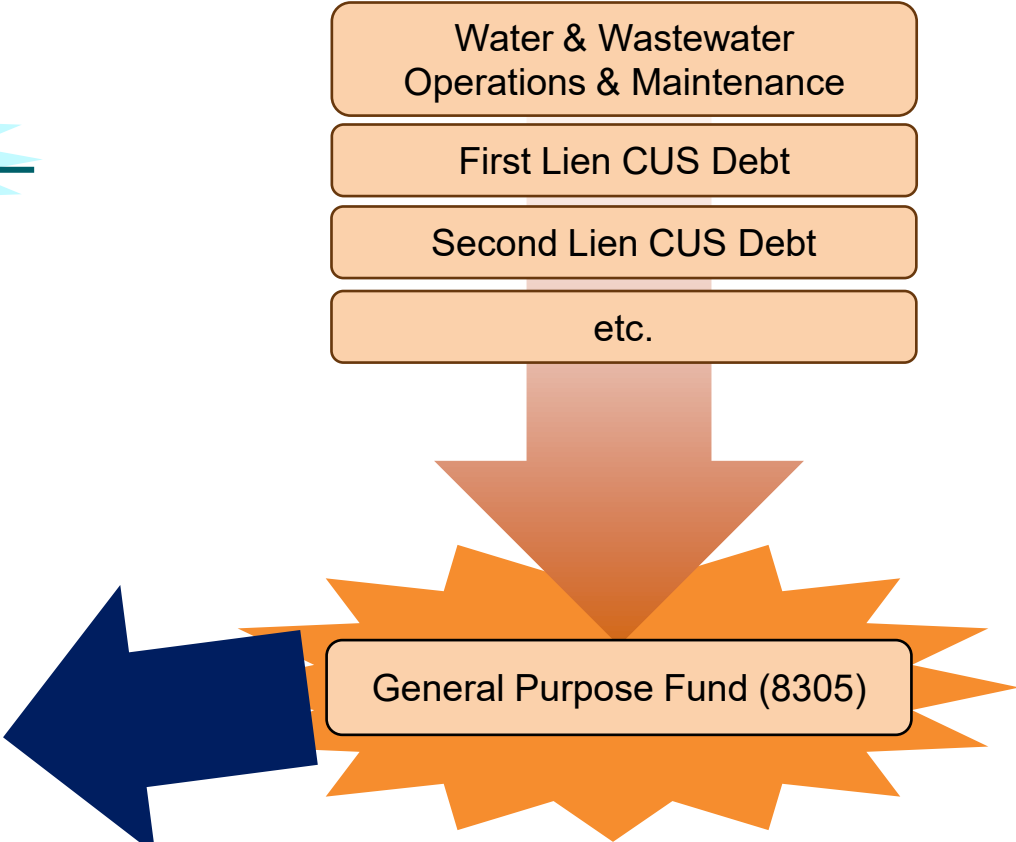 Water & Wastewater
Operations & Maintenance
First Lien CUS Debt
Second Lien CUS Debt
etc.
General Purpose Fund (8305)